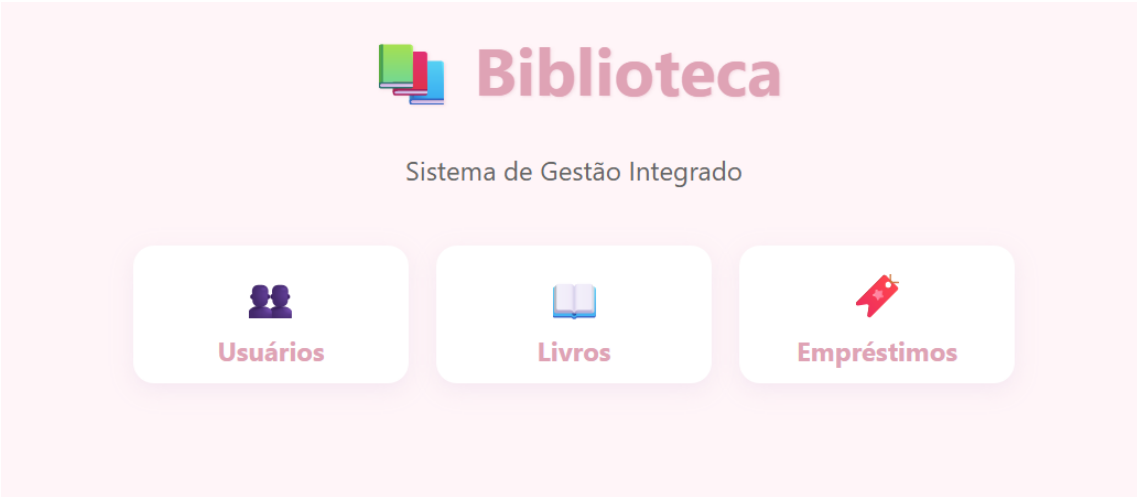 Biblioteca
Sistema de Gestão Integrado
Usuários
Livros
Empréstimos